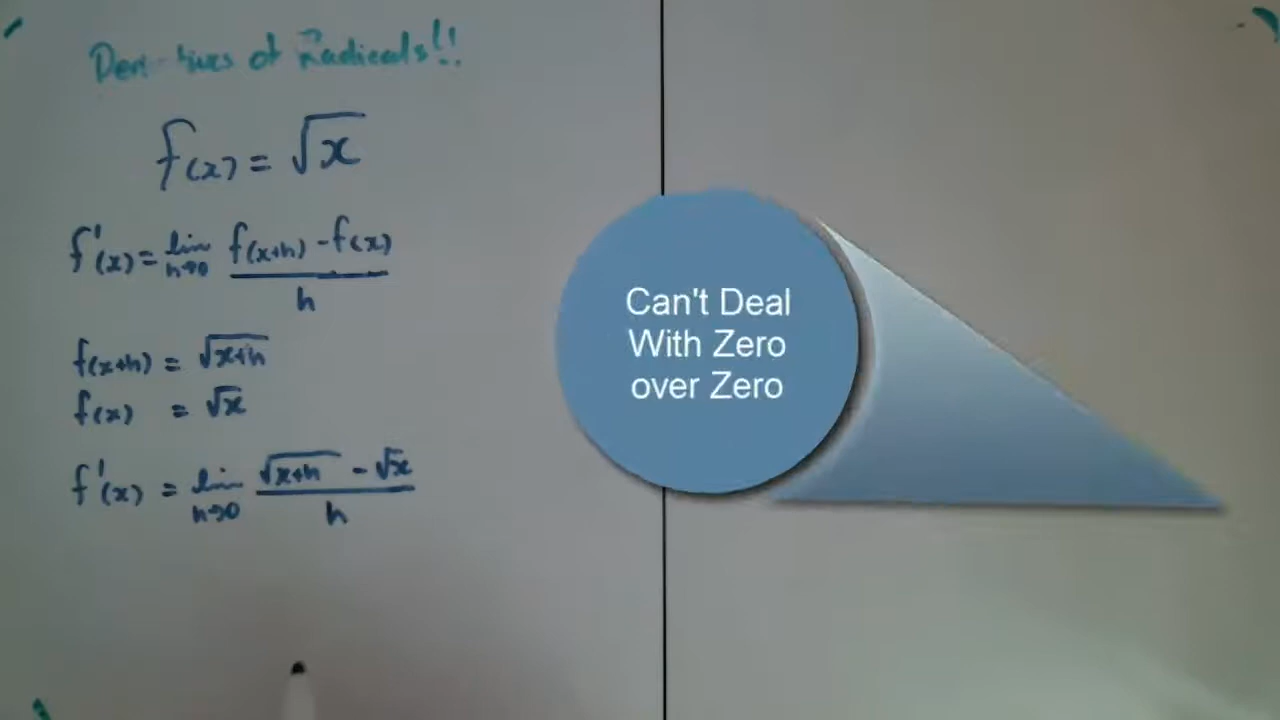 Derivatives of Radicals!!
f(x) = √x
f'(x) = lim h→0 f(x+h) - f(x) / h
f(x+h) = √x+h
f(x) = √x
f'(x) = lim h→0 √x+h - √x / h
Can't Deal
With Zero
over Zero